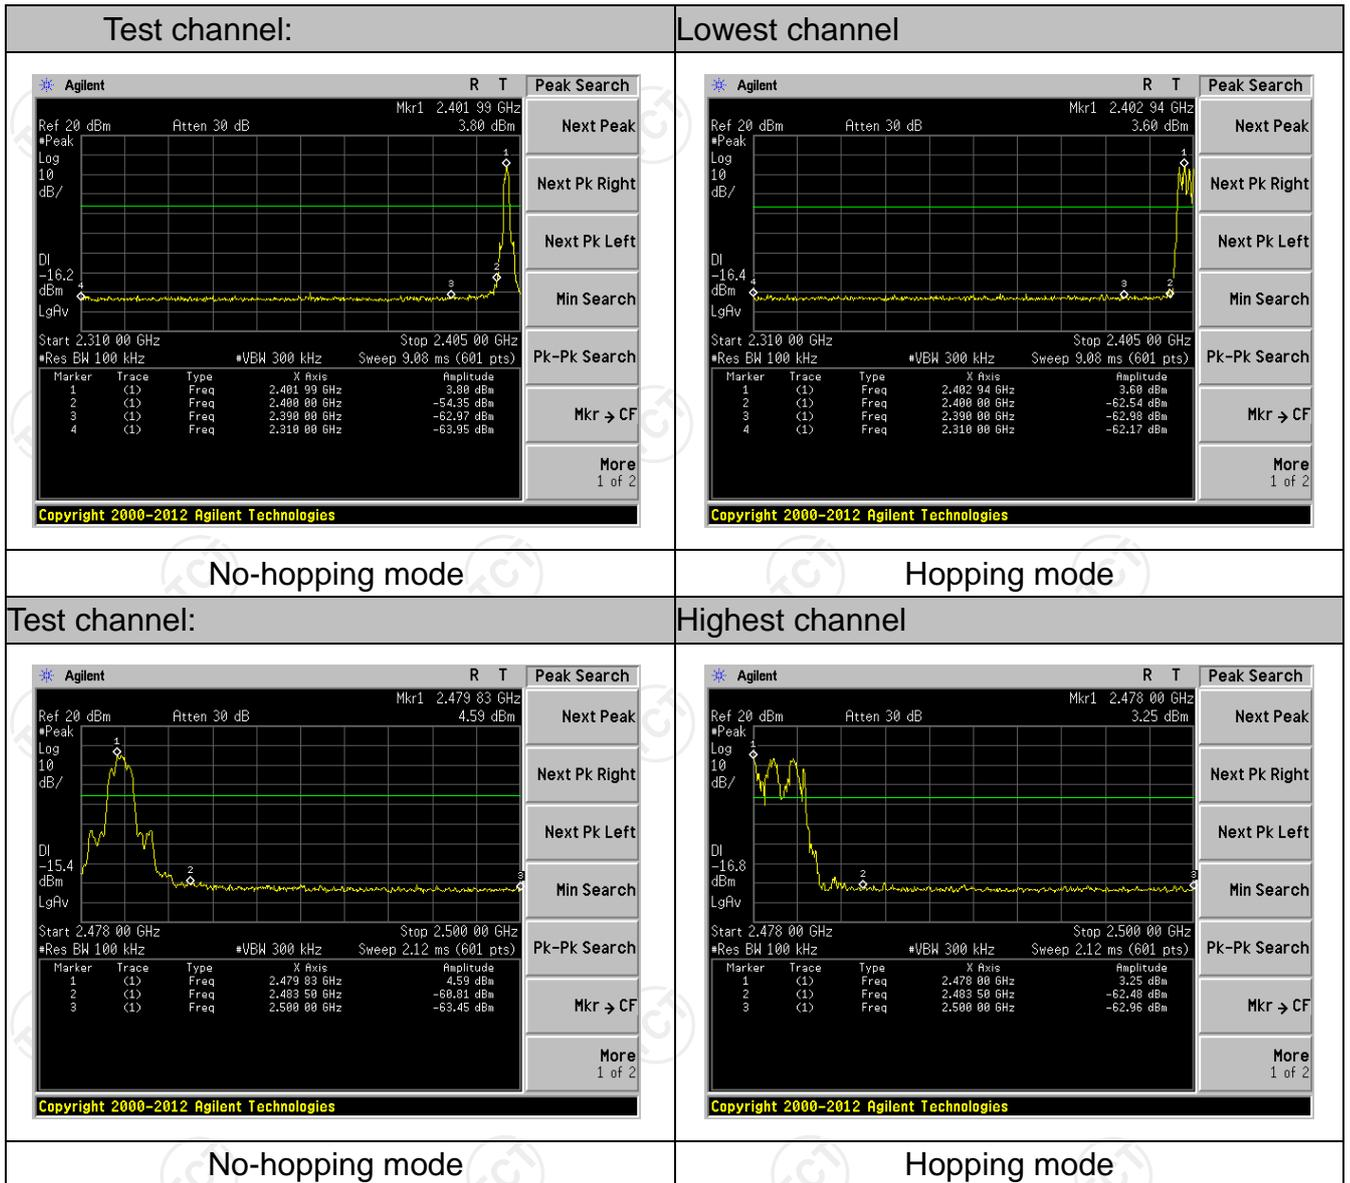 Test channel: Lowest channel
Agilent R T Peak Search
Mkr1 2.401 99 GHz
Ref 20 dBm Atten 30 dB 3.80 dBm
#Peak
Log
10
dB/
1
2
3
4
DI
-16.2
dBm
LgAv
Start 2.310 00 GHz Stop 2.405 00 GHz
#Res BW 100 kHz #VBW 300 kHz Sweep 9.08 ms (601 pts)
Marker Trace Type X Axis Amplitude
1 (1) Freq 2.401 99 GHz 3.80 dBm
2 (1) Freq 2.400 00 GHz -54.35 dBm
3 (1) Freq 2.390 00 GHz -62.97 dBm
4 (1) Freq 2.310 00 GHz -63.95 dBm
Next Peak
Next Pk Right
Next Pk Left
Min Search
Pk-Pk Search
Mkr → CF
More
1 of 2
Copyright 2000-2012 Agilent Technologies
Agilent R T Peak Search
Mkr1 2.402 94 GHz
Ref 20 dBm Atten 30 dB 3.60 dBm
#Peak
Log
10
dB/
1
2
3
4
DI
-16.4
dBm
LgAv
Start 2.310 00 GHz Stop 2.405 00 GHz
#Res BW 100 kHz #VBW 300 kHz Sweep 9.08 ms (601 pts)
Marker Trace Type X Axis Amplitude
1 (1) Freq 2.402 94 GHz 3.60 dBm
2 (1) Freq 2.400 00 GHz -62.54 dBm
3 (1) Freq 2.390 00 GHz -62.98 dBm
4 (1) Freq 2.310 00 GHz -62.17 dBm
Next Peak
Next Pk Right
Next Pk Left
Min Search
Pk-Pk Search
Mkr → CF
More
1 of 2
Copyright 2000-2012 Agilent Technologies
No-hopping mode Hopping mode
Test channel: Highest channel
Agilent R T Peak Search
Mkr1 2.479 83 GHz
Ref 20 dBm Atten 30 dB 4.59 dBm
#Peak
Log
10
dB/
1
2
3
DI
-15.4
dBm
LgAv
Start 2.478 00 GHz Stop 2.500 00 GHz
#Res BW 100 kHz #VBW 300 kHz Sweep 2.12 ms (601 pts)
Marker Trace Type X Axis Amplitude
1 (1) Freq 2.479 83 GHz 4.59 dBm
2 (1) Freq 2.483 50 GHz -60.81 dBm
3 (1) Freq 2.500 00 GHz -63.45 dBm
Next Peak
Next Pk Right
Next Pk Left
Min Search
Pk-Pk Search
Mkr → CF
More
1 of 2
Copyright 2000-2012 Agilent Technologies
Agilent R T Peak Search
Mkr1 2.478 00 GHz
Ref 20 dBm Atten 30 dB 3.25 dBm
#Peak
Log
10
dB/
1
2
3
DI
-16.8
dBm
LgAv
Start 2.478 00 GHz Stop 2.500 00 GHz
#Res BW 100 kHz #VBW 300 kHz Sweep 2.12 ms (601 pts)
Marker Trace Type X Axis Amplitude
1 (1) Freq 2.478 00 GHz 3.25 dBm
2 (1) Freq 2.483 50 GHz -62.48 dBm
3 (1) Freq 2.500 00 GHz -62.96 dBm
Next Peak
Next Pk Right
Next Pk Left
Min Search
Pk-Pk Search
Mkr → CF
More
1 of 2
Copyright 2000-2012 Agilent Technologies
No-hopping mode Hopping mode